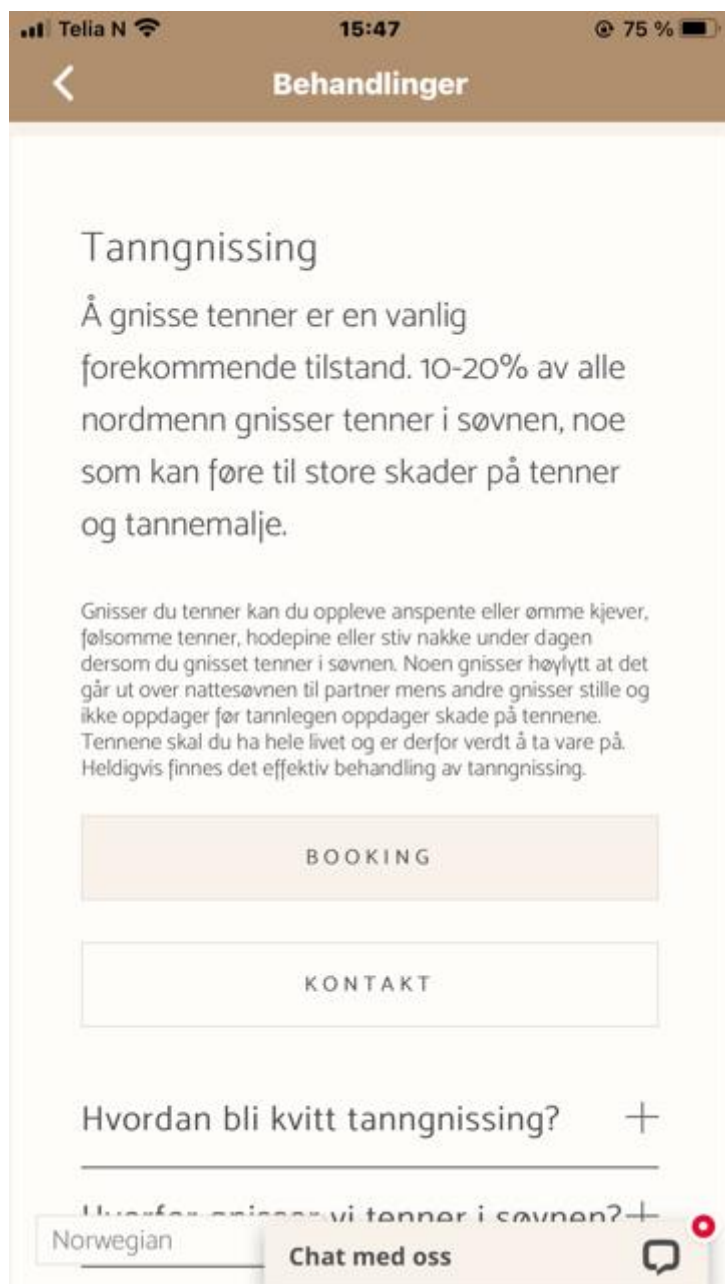 Telia N 15:47 75 %
Behandlinger
Tanngnissing
Å gnisse tenner er en vanlig
forekommende tilstand. 10-20% av alle
nordmenn gnisser tenner i søvnen, noe
som kan føre til store skader på tenner
og tannemalje.
Gnisser du tenner kan du oppleve anspente eller ømme kjever,
følsomme tenner, hodepine eller stiv nakke under dagen
dersom du gnisset tenner i søvnen. Noen gnisser høylytt at det
går ut over nattesøvnen til partner mens andre gnisser stille og
ikke oppdager før tannlegen oppdager skade på tennene.
Tennene skal du ha hele livet og er derfor verdt å ta vare på.
Heldigvis finnes det effektiv behandling av tanngnissing.
BOOKING
KONTAKT
Hvordan bli kvitt tanngnissing?
Hvorfor gnisser vi tenner i søvnen?
Norwegian
Chat med oss